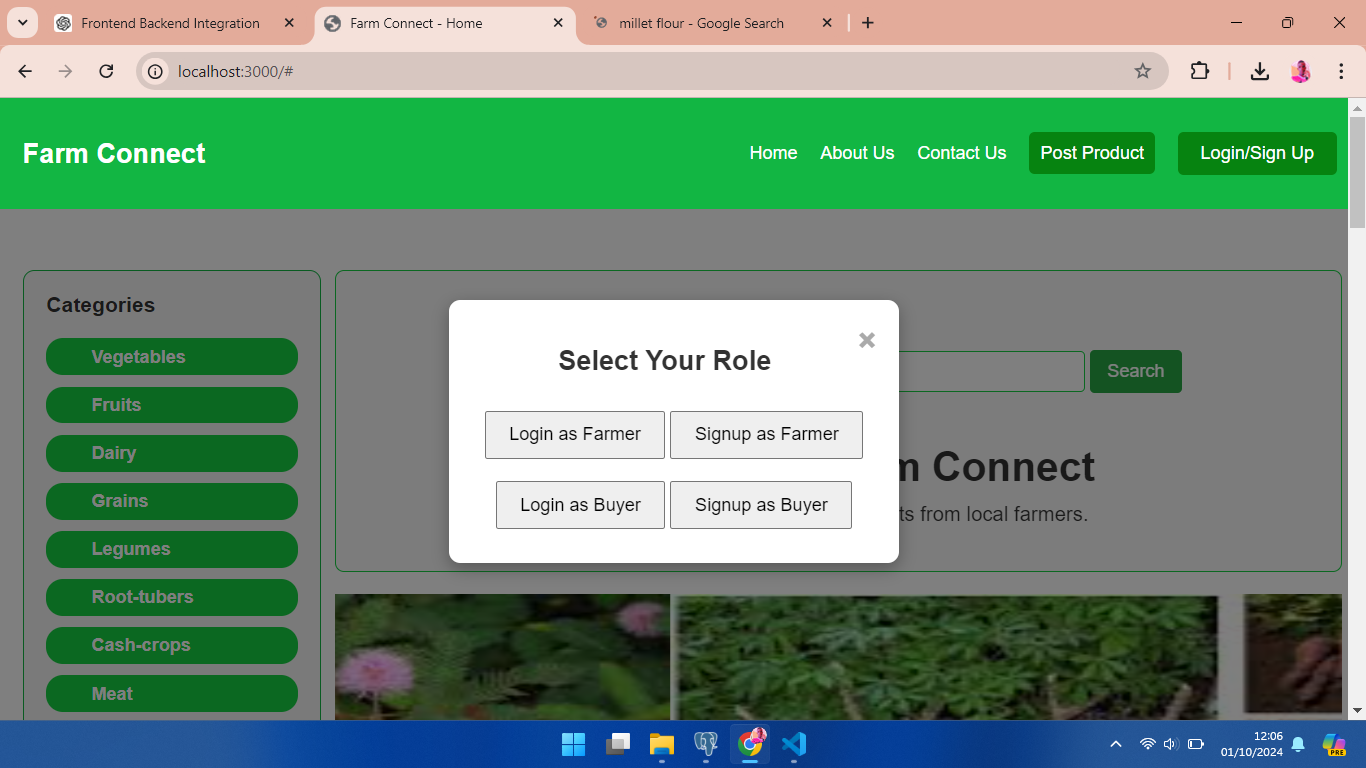 Frontend Backend Integration
Farm Connect - Home
millet flour - Google Search
localhost:3000/#
Farm Connect
Home
About Us
Contact Us
Post Product
Login/Sign Up
Categories
Vegetables
Fruits
Dairy
Grains
Legumes
Root-tubers
Cash-crops
Meat
Select Your Role
Login as Farmer
Signup as Farmer
Login as Buyer
Signup as Buyer
Search
m Connect
ts from local farmers.
12:06
01/10/2024
PRE